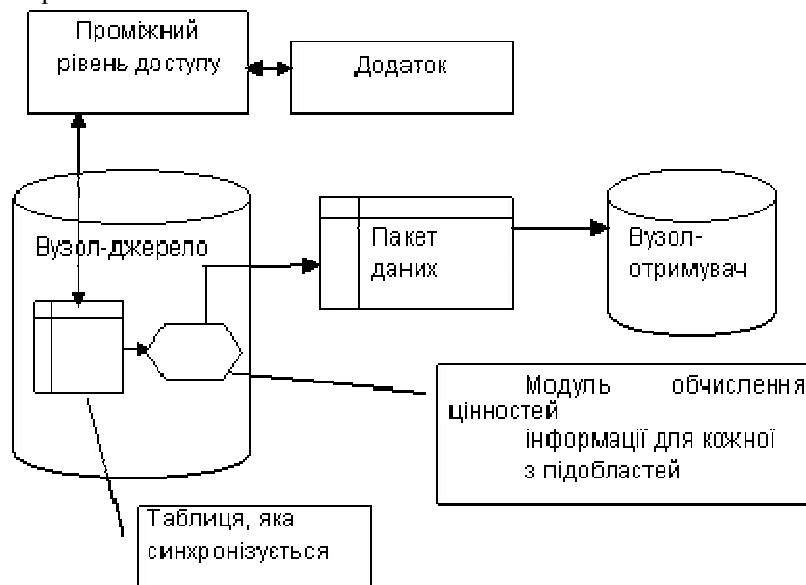 Проміжний
рівень доступу
Додаток
Вузол-джерело
Пакет
даних
Вузол-
отримувач
Модуль обчислення
цінностей
інформації для кожної
з підобластей
Таблиця, яка
синхронізується